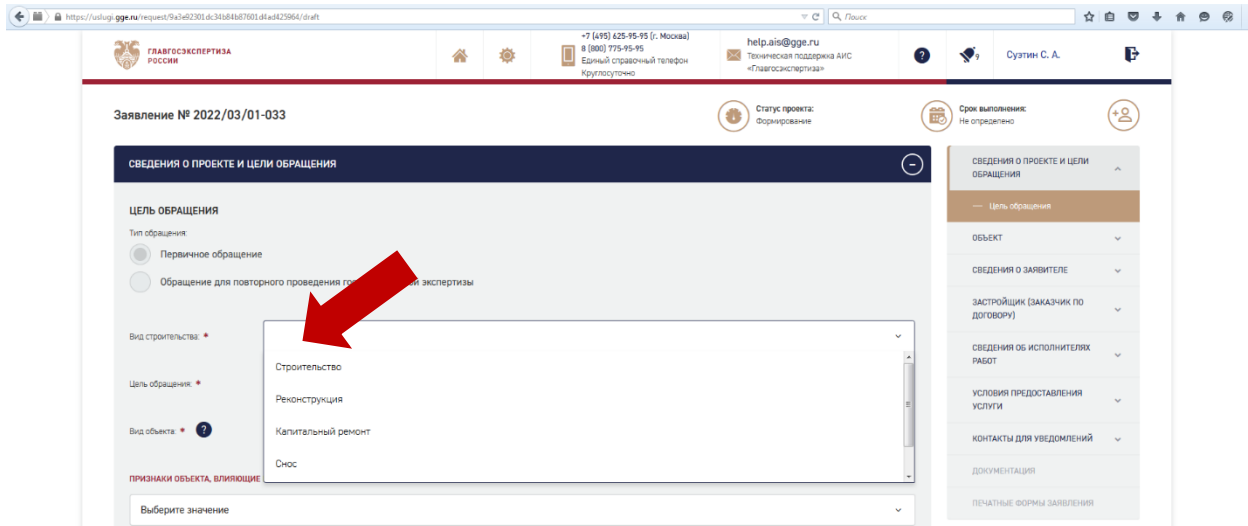 https://uslugi.gge.ru/request/9a3e92301dc34b84b87601d4ad425964/draft
Поиск
ГЛАВГОСЭКСПЕРТИЗА
РОССИИ
+7 (495) 625-95-95 (г. Москва)
8 (800) 775-95-95
Единый справочный телефон
Круглосуточно
help.ais@gge.ru
Техническая поддержка АИС
«Главгосэкспертиза»
?
9
Суэтин С. А.
Заявление № 2022/03/01-033
Статус проекта:
Формирование
Срок выполнения:
Не определено
СВЕДЕНИЯ О ПРОЕКТЕ И ЦЕЛИ ОБРАЩЕНИЯ
ЦЕЛЬ ОБРАЩЕНИЯ
Тип обращения:
Первичное обращение
Обращение для повторного проведения экспертизы
Вид строительства: *
Строительство
Цель обращения: *
Реконструкция
Вид объекта: * ?
Капитальный ремонт
Снос
ПРИЗНАКИ ОБЪЕКТА, ВЛИЯЮЩИЕ
Выберите значение
СВЕДЕНИЯ О ПРОЕКТЕ И ЦЕЛИ
ОБРАЩЕНИЯ
— Цель обращения
ОБЪЕКТ
СВЕДЕНИЯ О ЗАЯВИТЕЛЕ
ЗАСТРОЙЩИК (ЗАКАЗЧИК ПО
ДОГОВОРУ)
СВЕДЕНИЯ ОБ ИСПОЛНИТЕЛЯХ
РАБОТ
УСЛОВИЯ ПРЕДОСТАВЛЕНИЯ
УСЛУГИ
КОНТАКТЫ ДЛЯ УВЕДОМЛЕНИЙ
ДОКУМЕНТАЦИЯ
ПЕЧАТНЫЕ ФОРМЫ ЗАЯВЛЕНИЯ